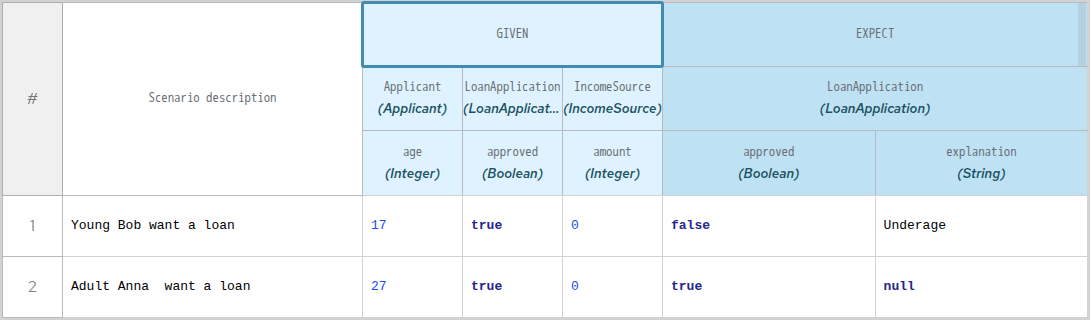 GIVEN EXPECT
# Scenario description
Applicant LoanApplication IncomeSource LoanApplication
(Applicant) (LoanApplicat... (IncomeSource) (LoanApplication)
age approved amount approved explanation
(Integer) (Boolean) (Integer) (Boolean) (String)
1 Young Bob want a loan 17 true 0 false Underage
2 Adult Anna  want a loan 27 true 0 true null